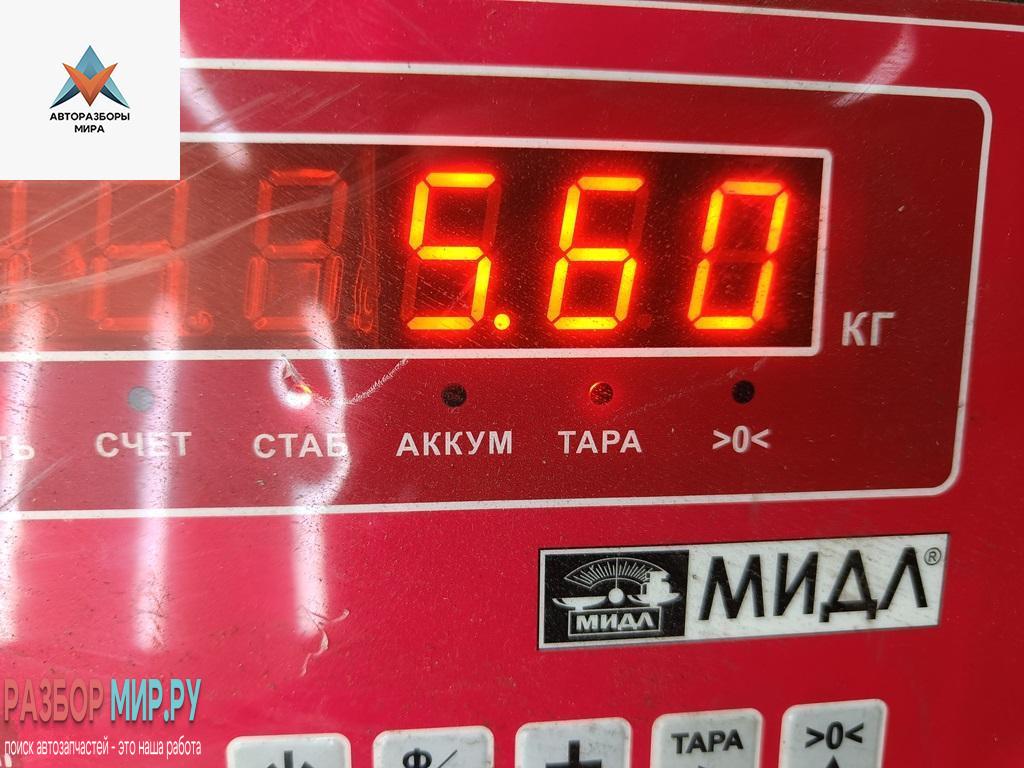 АВТОРАЗБОРЫ
МИРА
5.60
КГ
СЧЕТ СТАБ АККУМ ТАРА >0<
МИДЛ МИДЛ®
РАЗБОР МИР.РУ
поиск автозапчастей - это наша работа
ТАРА >0<